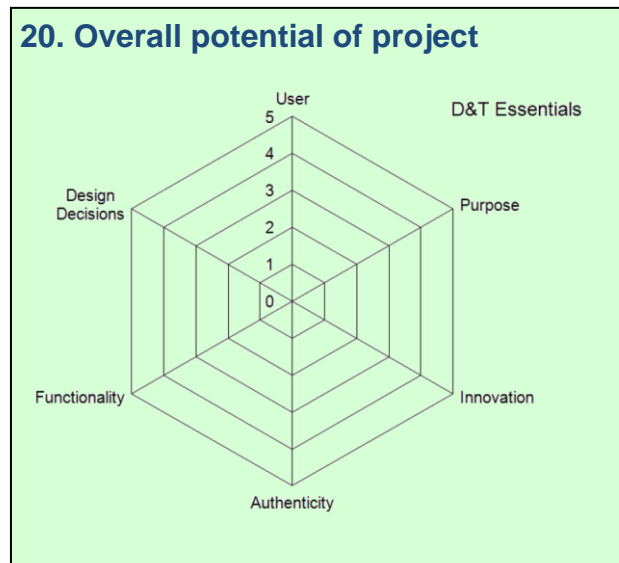 20. Overall potential of project
User
D&T Essentials
5
4
3
2
1
0
Design
Decisions
Purpose
Functionality
Innovation
Authenticity